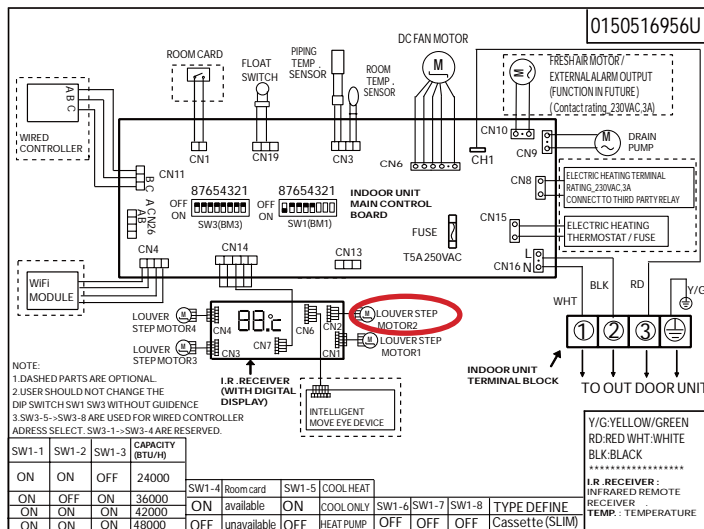 0150516956U
DC FAN MOTOR
ROOM CARD
FLOAT
SWITCH
PIPING
TEMP .
SENSOR
ROOM
TEMP .
SENSOR
M
M
FRESH AIR MOTOR /
EXTERNAL ALARM OUTPUT
(FUNCTION IN FUTURE )
( Contact rating_230VAC,3A)
A B C
WIRED
CONTROLLER
CN1
CN19
CN3
CN6
CH1
CN10
CN9
M
DRAIN
PUMP
CN11
B C
A CN26
A B
87654321
OFF
ON
SW3(BM3)
87654321
OFF
ON
SW1(BM1)
INDOOR UNIT
MAIN CONTROL
BOARD
FUSE
T5A 250VAC
CN8
ELECTRIC HEATING TERMINAL
RATING_230VAC,3A
CONNECT TO THIRD PARTY RELAY
CN15
ELECTRIC HEATING
THERMOSTAT / FUSE
CN4
CN14
CN13
L
CN16 N
WiFi
MODULE
WHT
BLK
RD
Y/G
LOUVER
STEP MOTOR4
M
CN4
88.℃
CN6
CN2
M
LOUVER STEP
MOTOR2
LOUVER
STEP MOTOR3
M
CN3
CN7
CN1
M
LOUVER STEP
MOTOR1
1 2 3
INDOOR UNIT
TERMINAL BLOCK
TO OUT DOOR UNIT
I.R .RECEIVER
(WITH DIGITAL
DISPLAY)
INTELLIGENT
MOVE EYE DEVICE
NOTE:
1.DASHED PARTS ARE OPTIONAL.
2.USER SHOULD NOT CHANGE THE
DIP SWITCH SW1 SW3 WITHOUT GUIDENCE
3.SW3-5->SW3-8 ARE USED FOR WIRED CONTROLLER
ADRESS SELECT. SW3-1->SW3-4 ARE RESERVED.
SW1-1 SW1-2 SW1-3 CAPACITY
(BTU/H)
ON ON OFF 24000
ON OFF ON 36000
ON ON ON 42000
ON ON ON 48000
SW1-4 Room card SW1-5 COOL HEAT
ON available ON COOL ONLY SW1-6 SW1-7 SW1-8 TYPE DEFINE
OFF unavailable OFF HEAT PUMP OFF OFF OFF Cassette (SLIM)
Y/G:YELLOW/GREEN
RD:RED WHT:WHITE
BLK:BLACK
******************
I.R .RECEIVER :
INFRARED REMOTE
RECEIVER .
TEMP. : TEMPERATURE